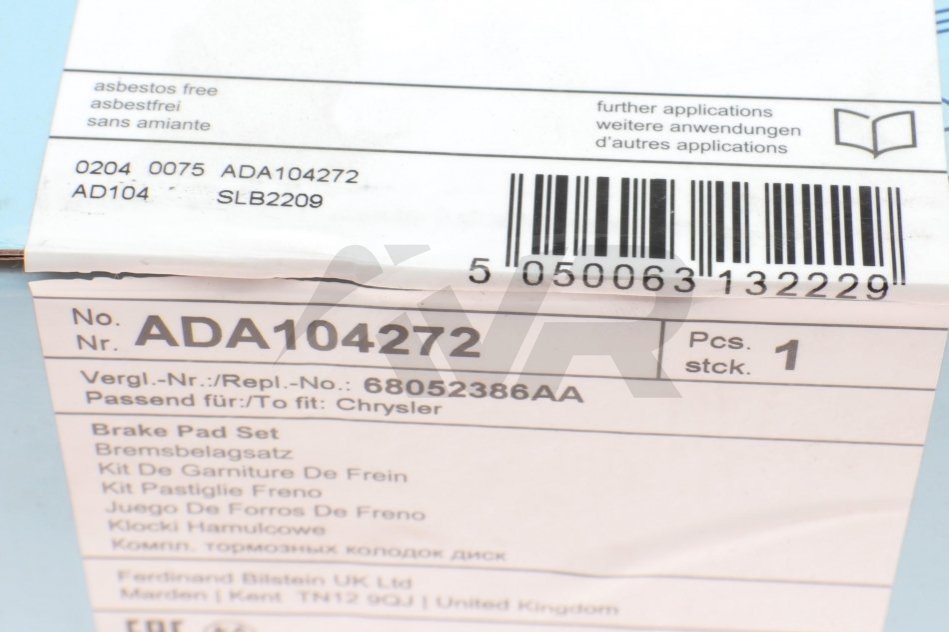 asbestos free
asbestfrei
sans amiante
further applications
weitere anwendungen
d'autres applications
0204 0075 ADA104272
AD104 SLB2209
5 050063 132229
No.
Nr. ADA104272
Pcs.
stck. 1
Vergl.-Nr.:/Repl.-No.: 68052386AA
Passend für:/To fit: Chrysler
Brake Pad Set
Bremsbelagsatz
Kit De Garniture De Frein
Kit Pastiglie Freno
Juego De Forros De Freno
Klocki Hamulcowe
Компл. тормозных колодок диск
Ferdinand Bilstein UK Ltd
Marden | Kent TN12 9QJ | United Kingdom
EAC
VR